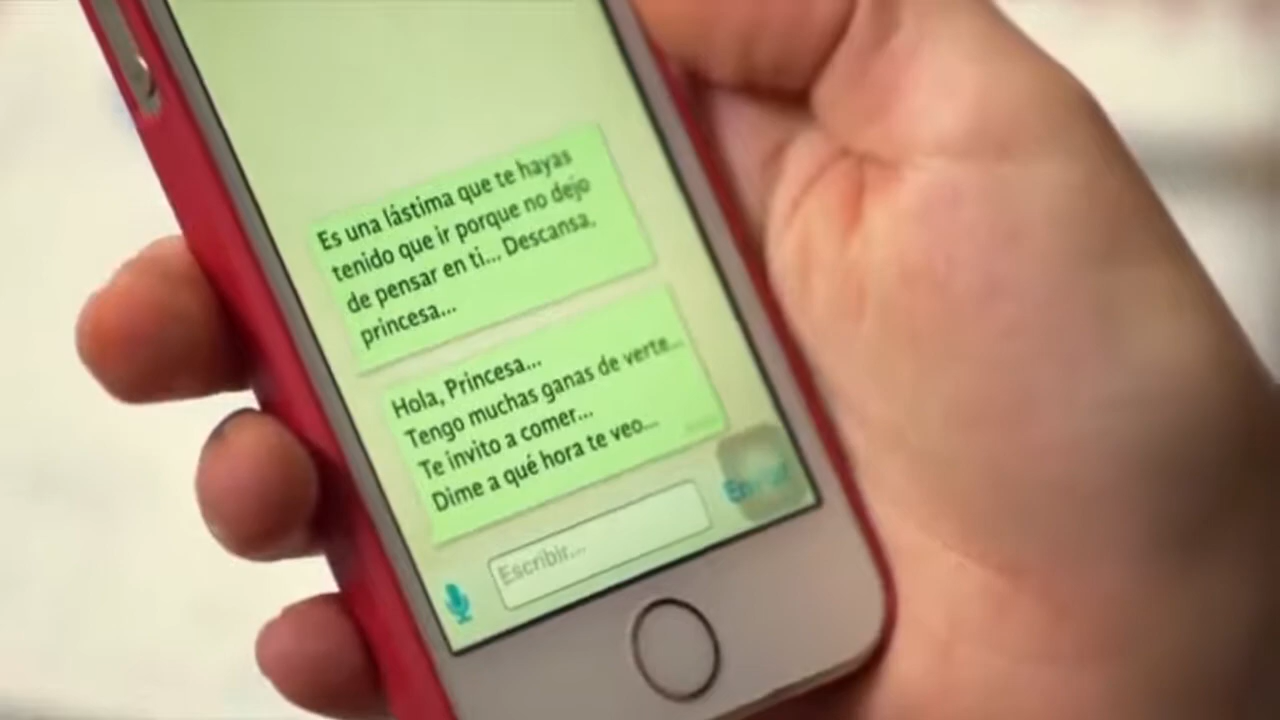 Es una lástima que te hayas
tenido que ir porque no dejo
de pensar en ti... Descansa,
princesa...
Hola, Princesa...
Tengo muchas ganas de verte...
Te invito a comer...
Dime a qué hora te veo...
Escribir...